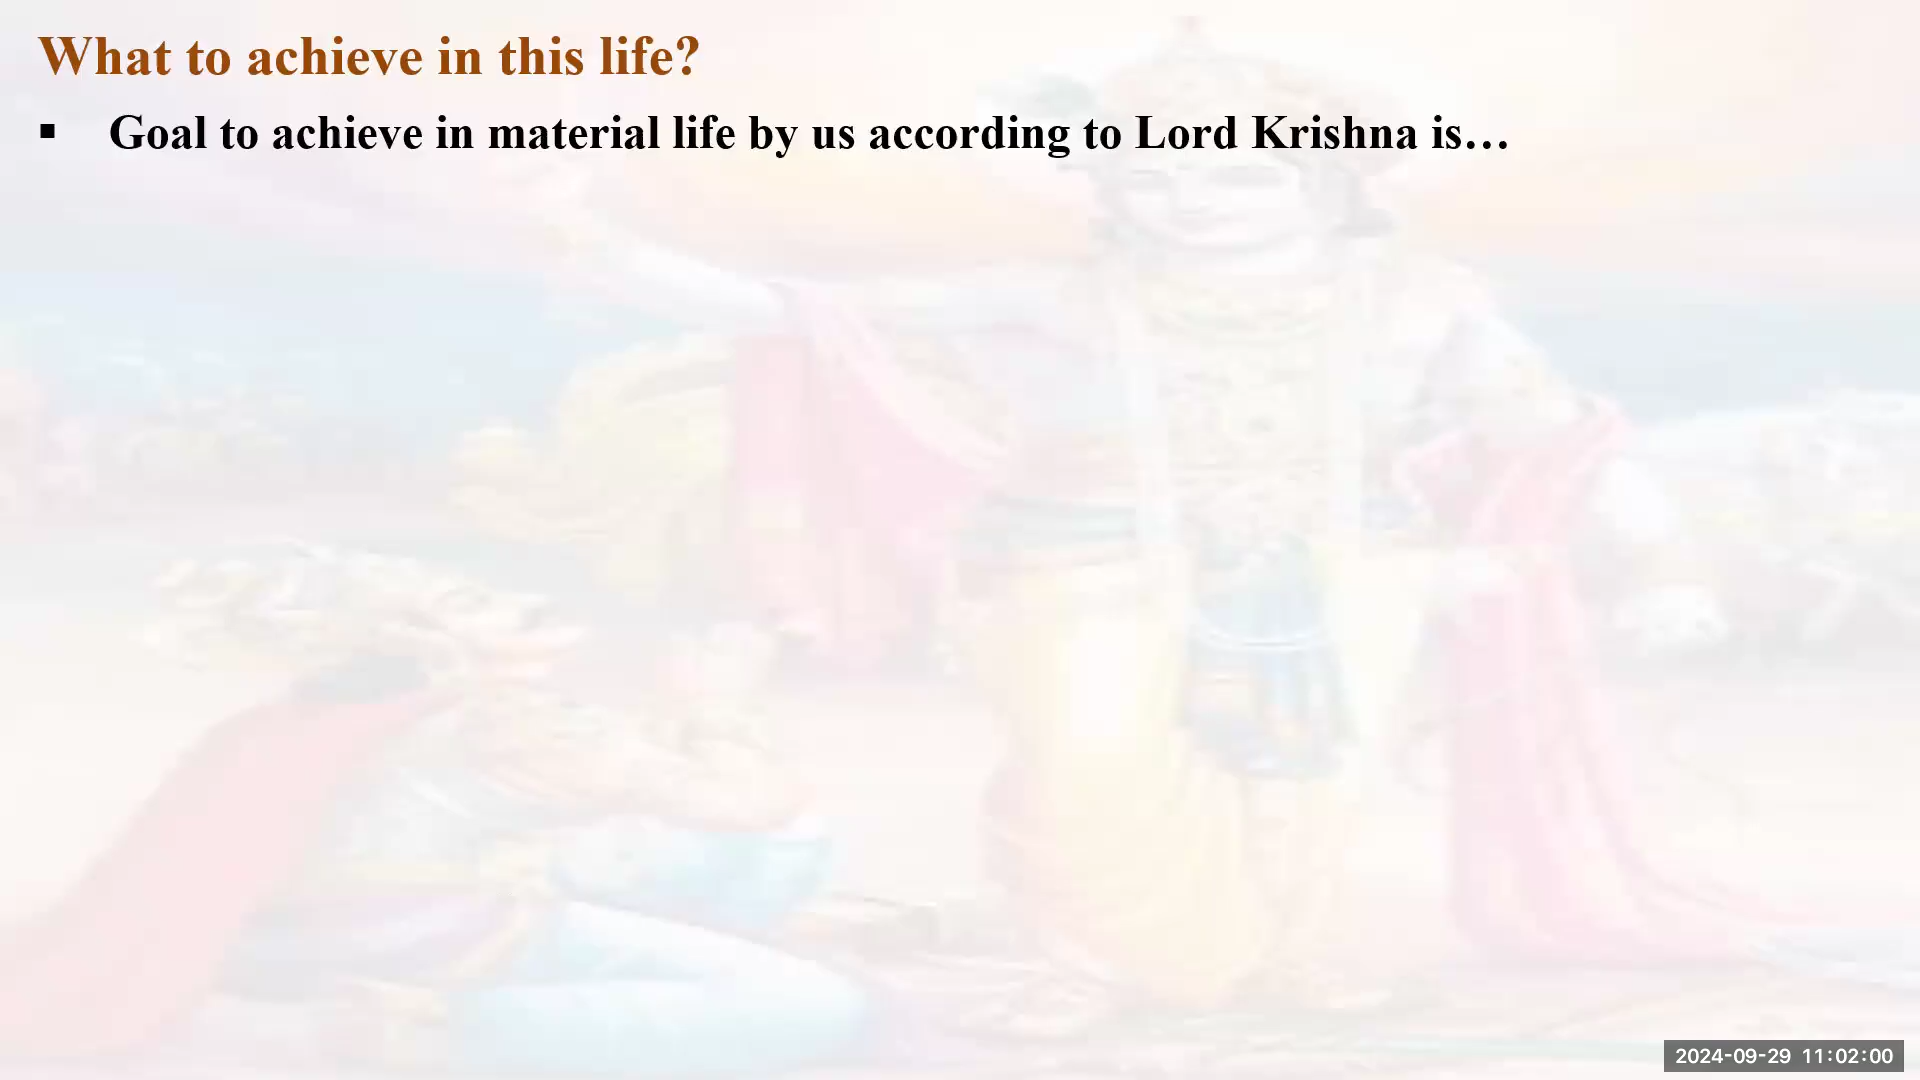 What to achieve in this life?
▪ Goal to achieve in material life by us according to Lord Krishna is…
2024-09-29 11:02:00